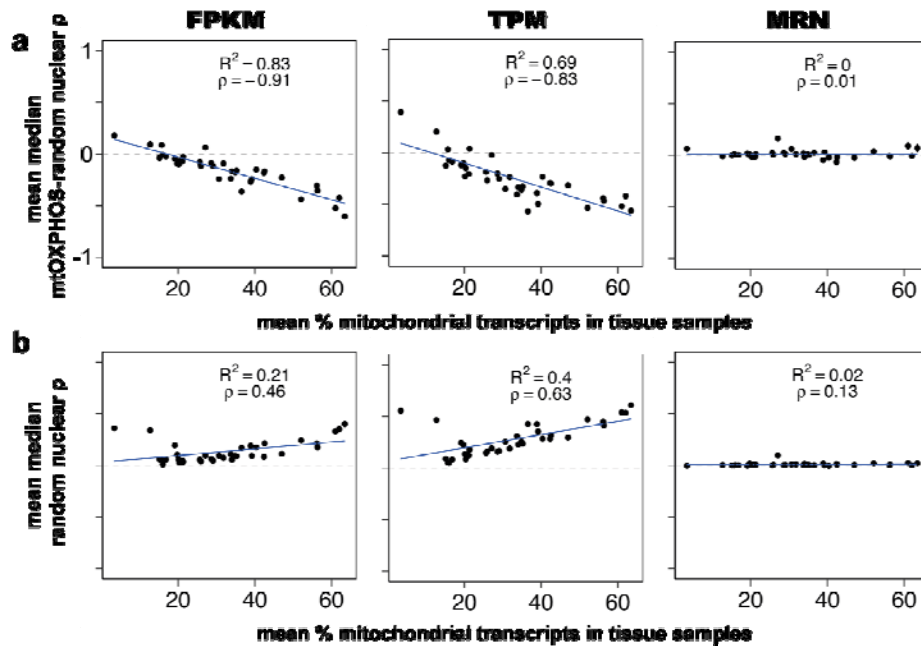 FPKM TPM MRN
a
mean median
mtOXPHOS-random nuclear ρ
1
0
-1
R² − 0.83
ρ = −0.91
R² = 0.69
ρ = −0.83
R² = 0
ρ = 0.01
20 40 60 20 40 60 20 40 60
mean % mitochondrial transcripts in tissue samples
b
mean median
random nuclear ρ
R² = 0.21
ρ = 0.46
R² = 0.4
ρ = 0.63
R² = 0.02
ρ = 0.13
20 40 60 20 40 60 20 40 60
mean % mitochondrial transcripts in tissue samples